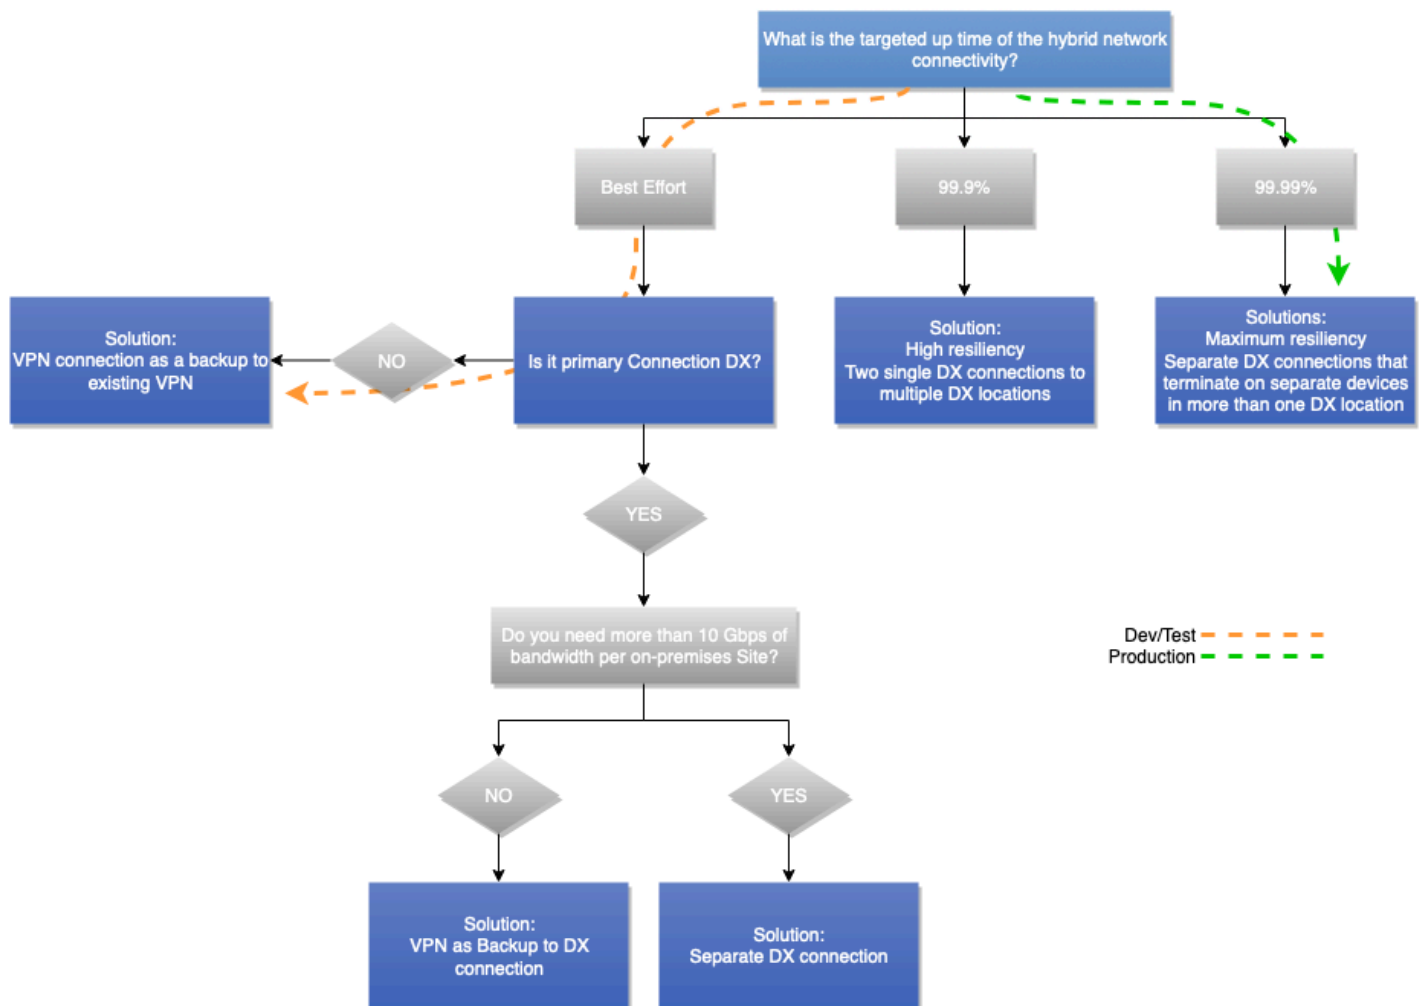 What is the targeted up time of the hybrid network
connectivity?
Best Effort
99.9%
99.99%
Solution:
VPN connection as a backup to
existing VPN
NO
Is it primary Connection DX?
Solution:
High resiliency
Two single DX connections to
multiple DX locations
Solutions:
Maximum resiliency
Separate DX connections that
terminate on separate devices
in more than one DX location
YES
Do you need more than 10 Gbps of
bandwidth per on-premises Site?
Dev/Test
Production
NO
YES
Solution:
VPN as Backup to DX
connection
Solution:
Separate DX connection